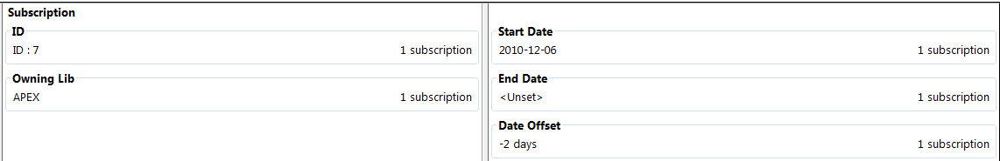 Subscription
ID
ID : 7 1 subscription
Owning Lib
APEX 1 subscription
Start Date
2010-12-06 1 subscription
End Date
<Unset> 1 subscription
Date Offset
-2 days 1 subscription